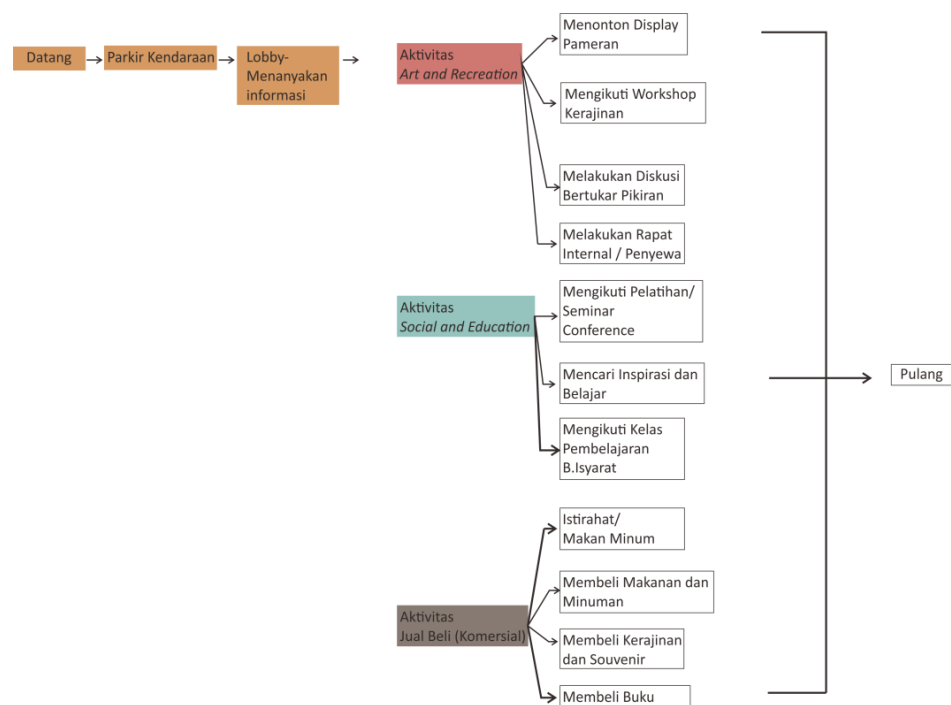 Datang
Parkir Kendaraan
Lobby-
Menanyakan
informasi
Aktivitas
Art and Recreation
Menonton Display
Pameran
Mengikuti Workshop
Kerajinan
Melakukan Diskusi
Bertukar Pikiran
Melakukan Rapat
Internal / Penyewa
Aktivitas
Social and Education
Mengikuti Pelatihan/
Seminar
Conference
Mencari Inspirasi dan
Belajar
Mengikuti Kelas
Pembelajaran
B.Isyarat
Aktivitas
Jual Beli (Komersial)
Istirahat/
Makan Minum
Membeli Makanan dan
Minuman
Membeli Kerajinan
dan Souvenir
Membeli Buku
Pulang